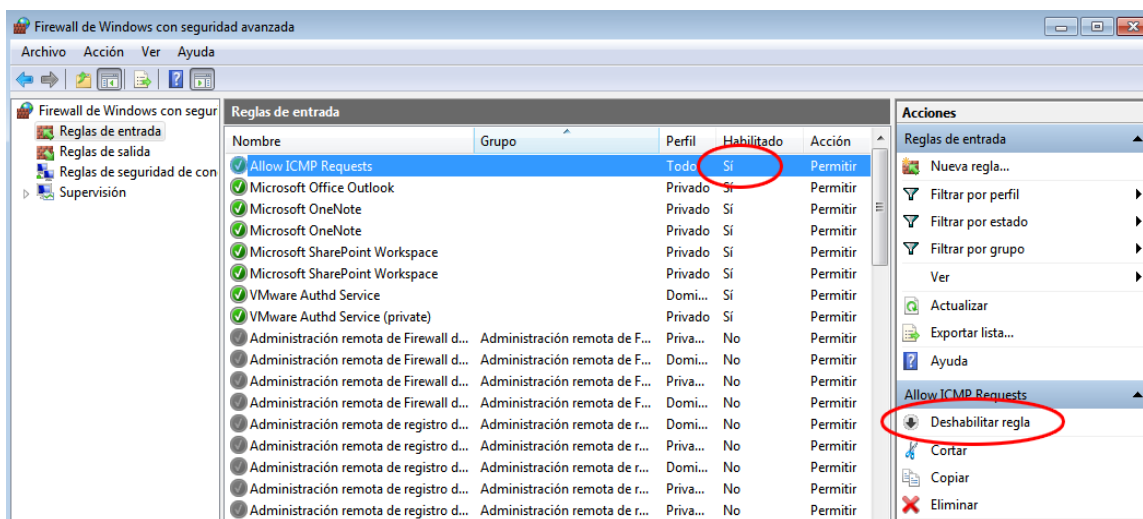 Firewall de Windows con seguridad avanzada
Archivo Acción Ver Ayuda
Firewall de Windows con segur
Reglas de entrada
Reglas de salida
Reglas de seguridad de con
Supervisión
Reglas de entrada
Nombre Grupo Perfil Habilitado Acción
Allow ICMP Requests Todo Sí Permitir
Microsoft Office Outlook Privado Sí Permitir
Microsoft OneNote Privado Sí Permitir
Microsoft OneNote Privado Sí Permitir
Microsoft SharePoint Workspace Privado Sí Permitir
Microsoft SharePoint Workspace Privado Sí Permitir
VMware Authd Service Domi... Sí Permitir
VMware Authd Service (private) Privado Sí Permitir
Administración remota de Firewall d... Administración remota de F... Priva... No Permitir
Administración remota de Firewall d... Administración remota de F... Domi... No Permitir
Administración remota de Firewall d... Administración remota de F... Priva... No Permitir
Administración remota de Firewall d... Administración remota de F... Domi... No Permitir
Administración remota de registro d... Administración remota de r... Domi... No Permitir
Administración remota de registro d... Administración remota de r... Priva... No Permitir
Administración remota de registro d... Administración remota de r... Domi... No Permitir
Administración remota de registro d... Administración remota de r... Priva... No Permitir
Administración remota de registro d... Administración remota de r... Priva... No Permitir
Acciones
Reglas de entrada
Nueva regla...
Filtrar por perfil
Filtrar por estado
Filtrar por grupo
Ver
Actualizar
Exportar lista...
Ayuda
Allow ICMP Requests
Deshabilitar regla
Cortar
Copiar
Eliminar